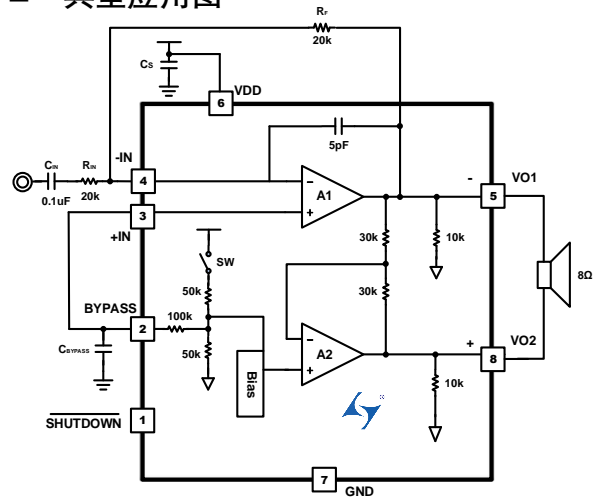 典型应用图
RF
20k
CS
VDD
6
5pF
CIN
RIN
-IN
4
A1
-
VO1
5
0.1uF
20k
3
+IN
30k
10k
SW
8Ω
50k
30k
BYPASS
100k
2
VO2
A2
+
8
50k
CBYPASS
Bias
10k
SHUTDOWN
1
7
GND